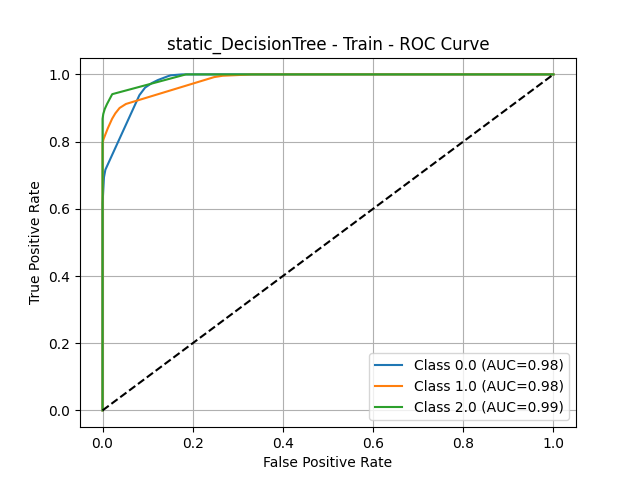 static_DecisionTree - Train - ROC Curve
True Positive Rate
1.0
0.8
0.6
0.4
0.2
0.0
Class 0.0 (AUC=0.98)
Class 1.0 (AUC=0.98)
Class 2.0 (AUC=0.99)
0.0 0.2 0.4 0.6 0.8 1.0
False Positive Rate